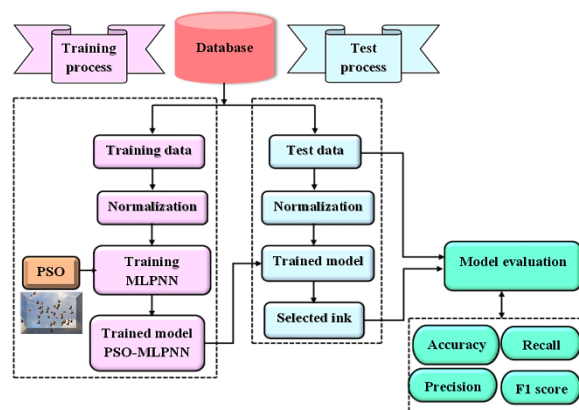 Training
process
Database
Test
process
Training data
Test data
Normalization
Normalization
PSO
Training
MLPNN
Trained model
Model evaluation
Trained model
PSO-MLPNN
Selected ink
Accuracy
Recall
Precision
F1 score